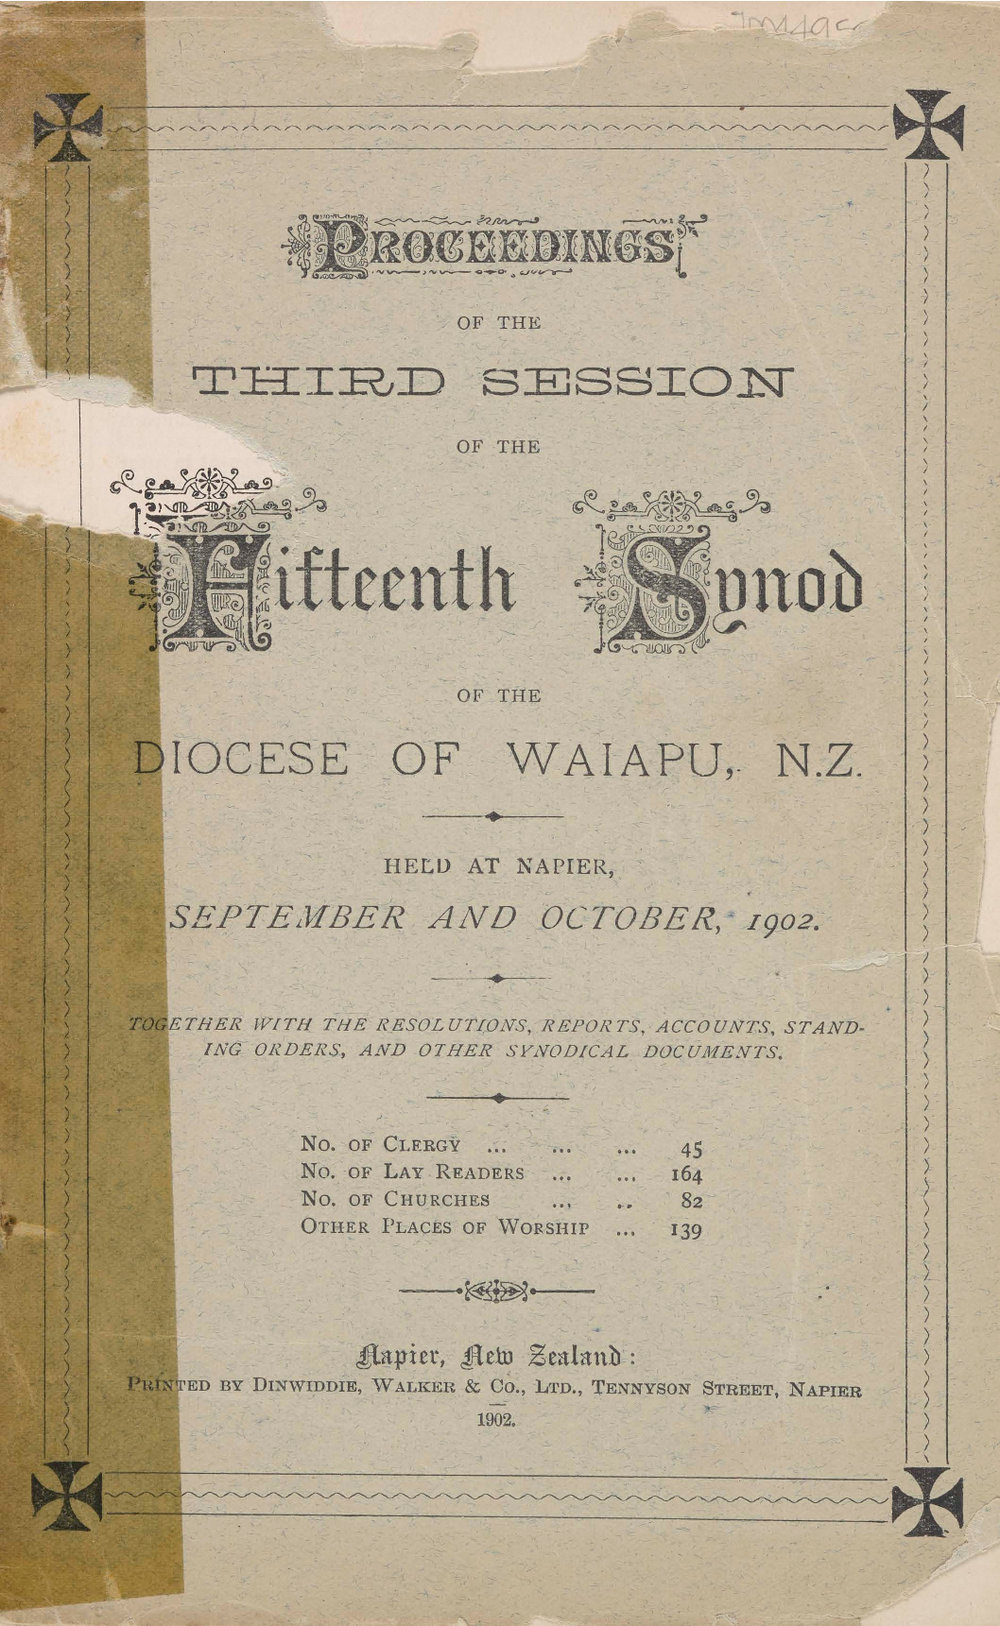 PROCEEDINGS
OF THE
THIRD SESSION
OF THE
Fifteenth Synod
OF THE
DIOCESE OF WAIAPU, N.Z.
HELD AT NAPIER,
SEPTEMBER AND OCTOBER, 1902.
TOGETHER WITH THE RESOLUTIONS, REPORTS, ACCOUNTS, STAND-
ING ORDERS, AND OTHER SYNODICAL DOCUMENTS.
No. of Clergy ... ... ... 45
No. of Lay Readers ... ... 164
No. of Churches ... .. 82
Other Places of Worship ... 139
Napier, New Zealand:
Printed by Dinwiddie, Walker & Co., Ltd., Tennyson Street, Napier
1902.